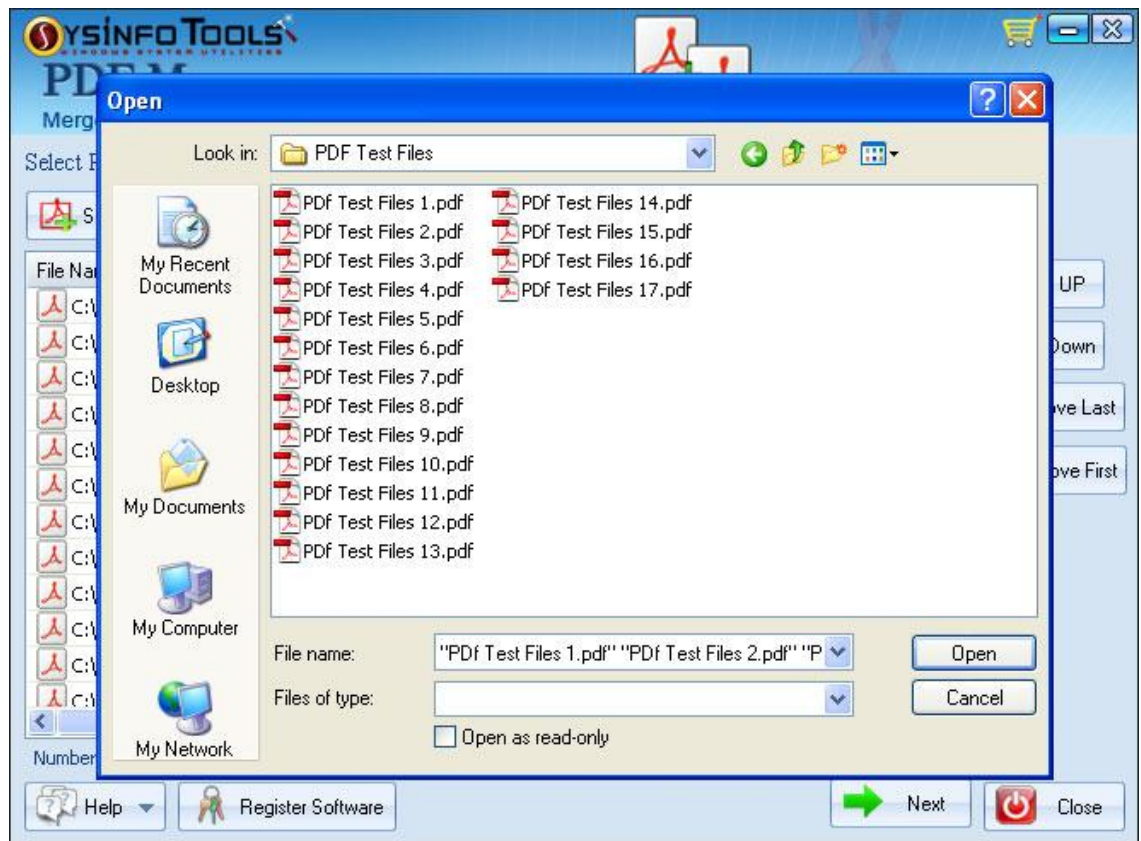 SYSINFO TOOLS
WINDOWS SYSTEM UTILITIES
PDF M
Merg
Open
Select P
Look in: PDF Test Files
S
File Nar
C:\
C:\
C:\
C:\
C:\
C:\
C:\
C:\
C:\
C:\
C:\
C:\
Number
My Recent
Documents
Desktop
My Documents
My Computer
My Network
PDf Test Files 1.pdf
PDf Test Files 2.pdf
PDf Test Files 3.pdf
PDf Test Files 4.pdf
PDf Test Files 5.pdf
PDf Test Files 6.pdf
PDf Test Files 7.pdf
PDf Test Files 8.pdf
PDf Test Files 9.pdf
PDf Test Files 10.pdf
PDf Test Files 11.pdf
PDf Test Files 12.pdf
PDf Test Files 13.pdf
PDf Test Files 14.pdf
PDf Test Files 15.pdf
PDf Test Files 16.pdf
PDf Test Files 17.pdf
File name: "PDf Test Files 1.pdf" "PDf Test Files 2.pdf" "P
Open
Files of type:
Cancel
Open as read-only
UP
Down
ove Last
ove First
Help
Register Software
Next
Close